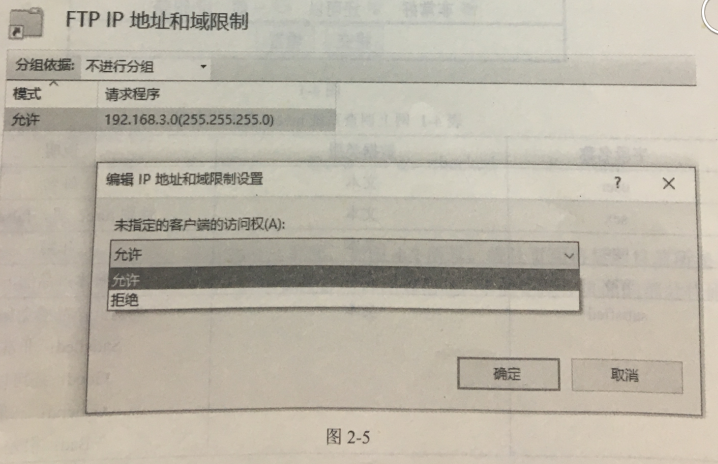 FTP IP 地址和域限制
分组依据: 不进行分组
模式 请求程序
允许 192.168.3.0(255.255.255.0)
编辑 IP 地址和域限制设置 ? ×
未指定的客户端的访问权(A):
允许
允许
拒绝
确定 取消
图 2-5